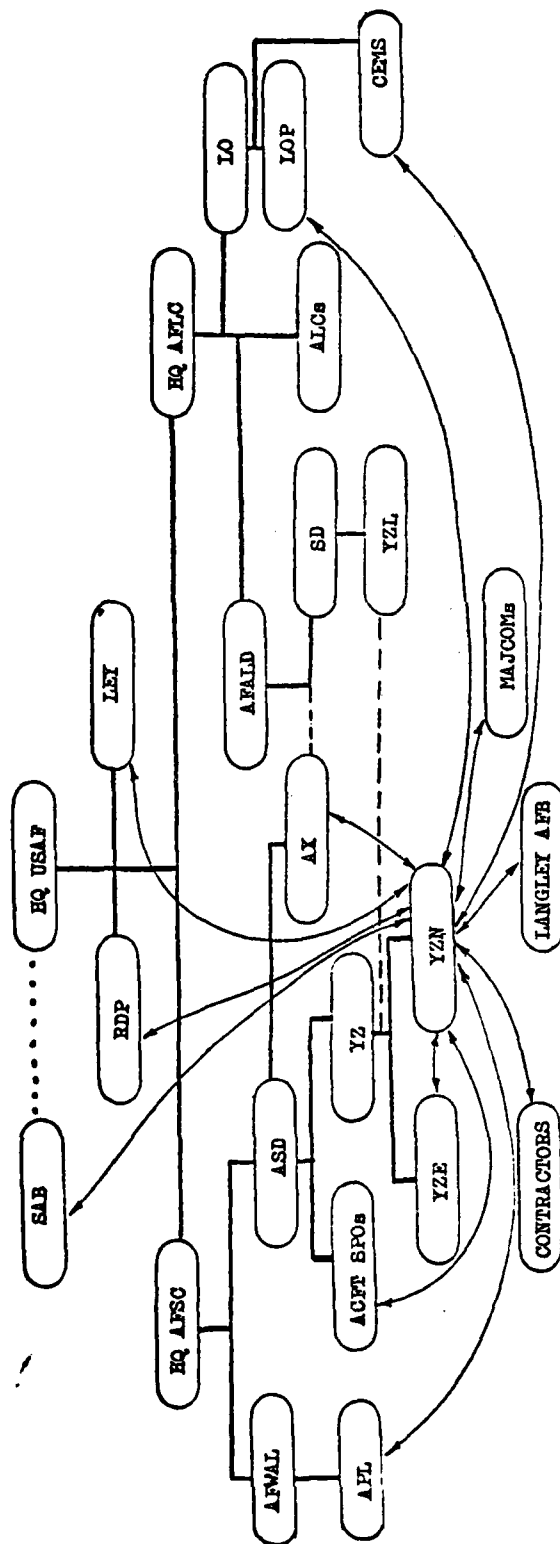 SAB
HQ USAF
RDP
LEY
HQ AFSC
HQ AFLC
AFWAL
ASD
AFALD
LO
APL
ACFT SPOs
YZ
AX
SD
ALCs
LOP
YZE
YZN
YZL
CEMS
CONTRACTORS
LANGLEY AFB
MAJCOMs